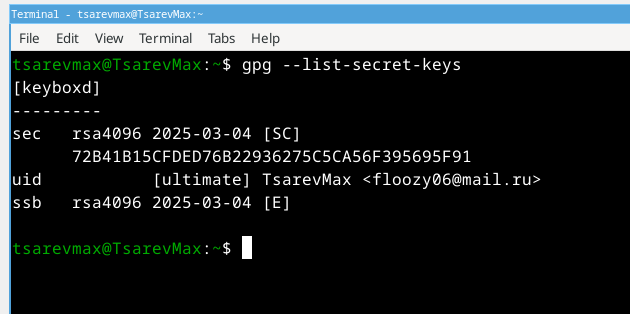 Terminal - tsarevmax@TsarevMax:~
File Edit View Terminal Tabs Help
tsarevmax@TsarevMax:~$ gpg --list-secret-keys
[keyboxd]
---------
sec   rsa4096 2025-03-04 [SC]
      72B41B15CFDED76B22936275C5CA56F395695F91
uid           [ultimate] TsarevMax <floozy06@mail.ru>
ssb   rsa4096 2025-03-04 [E]
tsarevmax@TsarevMax:~$